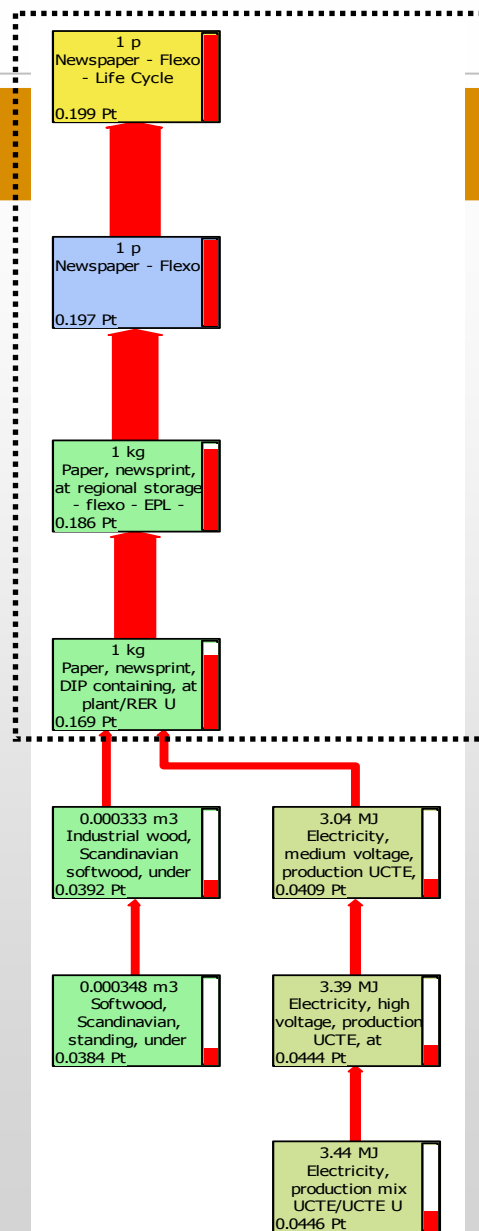 1 p
Newspaper - Flexo
- Life Cycle
0.199 Pt
1 p
Newspaper - Flexo
0.197 Pt
1 kg
Paper, newsprint,
at regional storage
- flexo - EPL -
0.186 Pt
1 kg
Paper, newsprint,
DIP containing, at
plant/RER U
0.169 Pt
0.000333 m3
Industrial wood,
Scandinavian
softwood, under
0.0392 Pt
3.04 MJ
Electricity,
medium voltage,
production UCTE,
0.0409 Pt
0.000348 m3
Softwood,
Scandinavian,
standing, under
0.0384 Pt
3.39 MJ
Electricity, high
voltage, production
UCTE, at
0.0444 Pt
3.44 MJ
Electricity,
production mix
UCTE/UCTE U
0.0446 Pt